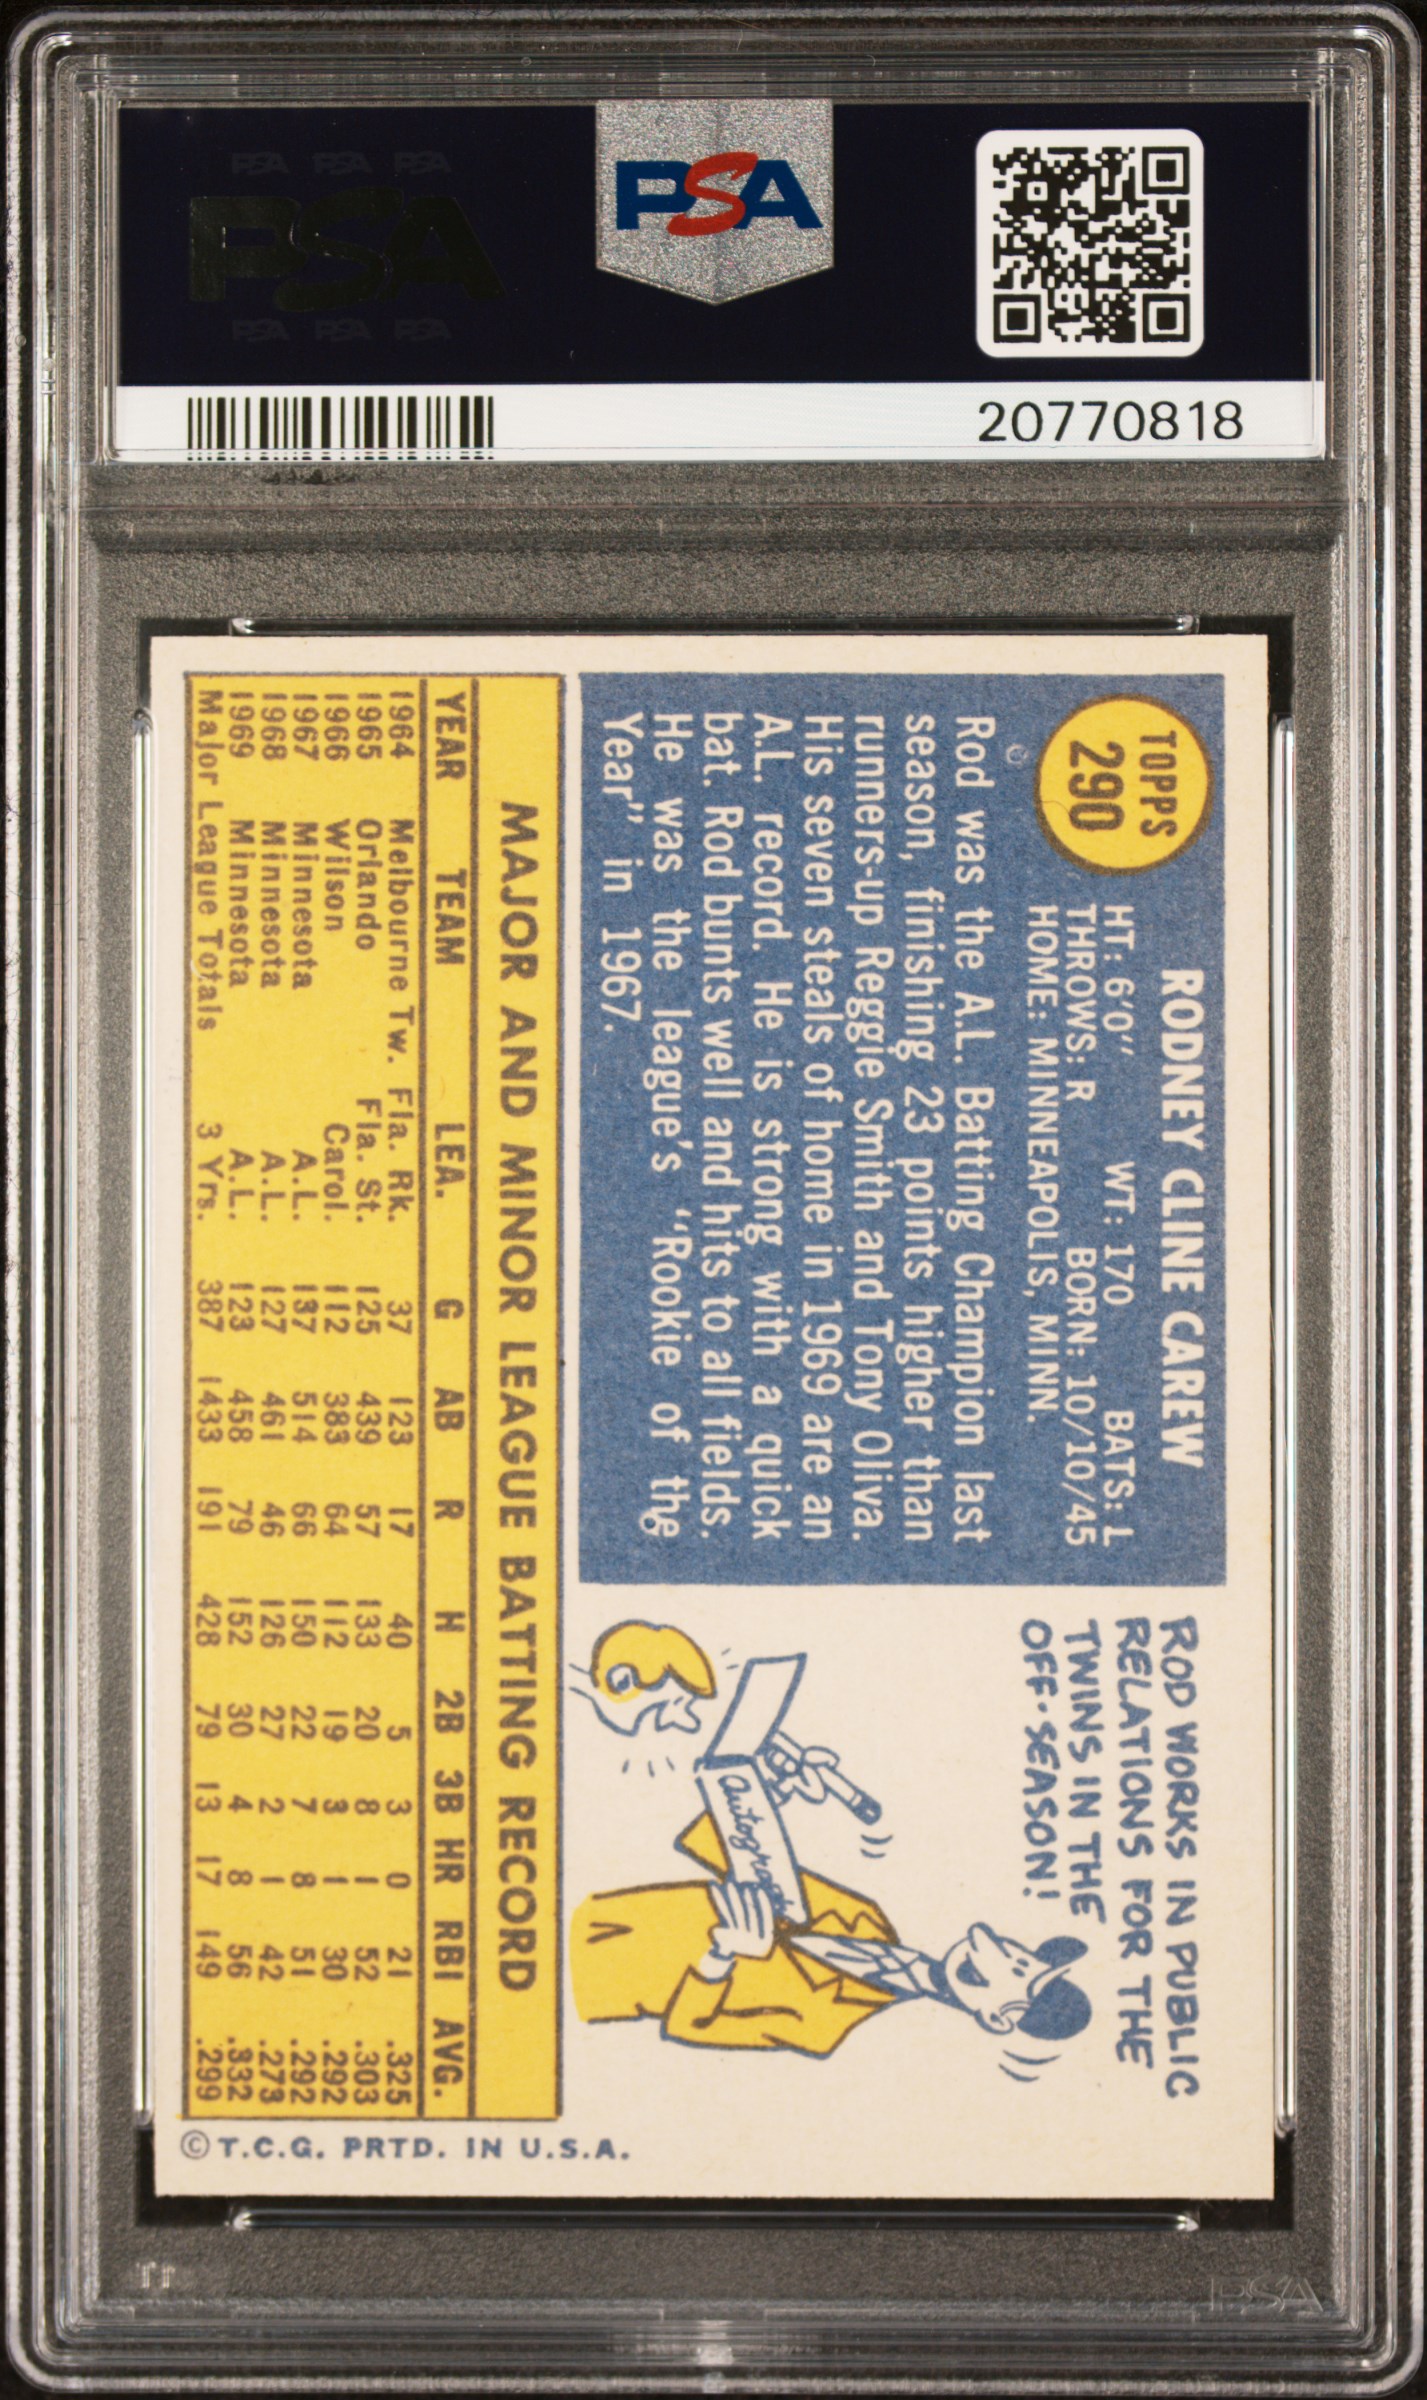 PSA PSA PSA
PSA
PSA PSA PSA
PSA
20770818
TOPPS
290
RODNEY CLINE CAREW
HT: 6'0" WT: 170 BATS: L
THROWS: R BORN: 10/10/45
HOME: MINNEAPOLIS, MINN.
Rod was the A.L. Batting Champion last
season, finishing 23 points higher than
runners-up Reggie Smith and Tony Oliva.
His seven steals of home in 1969 are an
A.L. record. He is strong with a quick
bat. Rod bunts well and hits to all fields.
He was the league's "Rookie of the
Year" in 1967.
ROD WORKS IN PUBLIC
RELATIONS FOR THE
TWINS IN THE
OFF-SEASON!
Autographs
MAJOR AND MINOR LEAGUE BATTING RECORD
YEAR TEAM LEA. G AB R H 2B 3B HR RBI AVG.
1964 Melbourne Tw. Fla. Rk. 37 123 17 40 5 3 0 21 .325
1965 Orlando Fla. St. 125 439 57 133 20 8 1 52 .303
1966 Wilson Carol. 112 383 64 112 19 3 1 30 .292
1967 Minnesota A.L. 137 514 66 150 22 7 8 51 .292
1968 Minnesota A.L. 127 461 46 126 27 2 1 42 .273
1969 Minnesota A.L. 123 458 79 152 30 4 8 56 .332
Major League Totals 3 Yrs. 387 1433 191 428 79 13 17 149 .299
© T.C.G. PRTD. IN U.S.A.
PSA